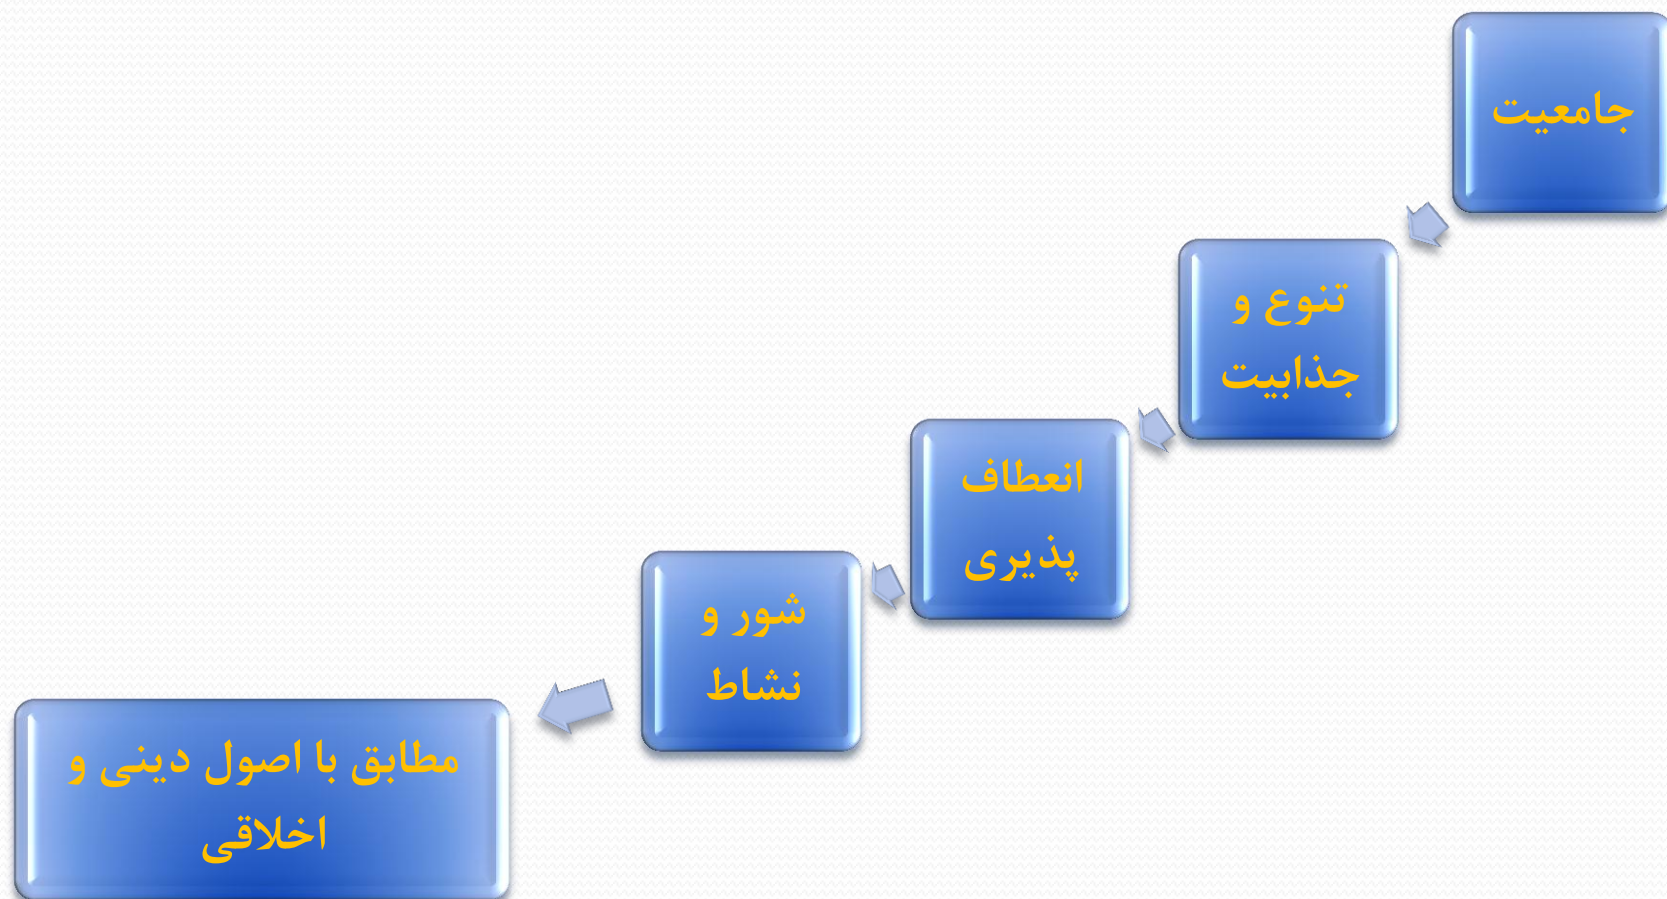 جامعیت
تنوع و
جذابیت
انعطاف
پذیری
شور و
نشاط
مطابق با اصول دینی و
اخلاقی